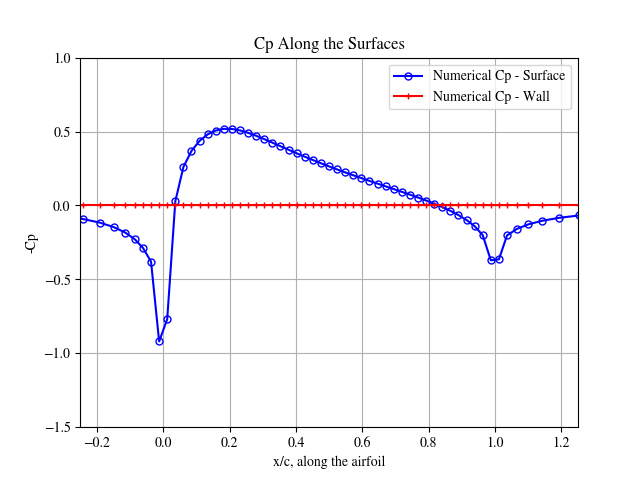 Cp Along the Surfaces
Numerical Cp - Surface
Numerical Cp - Wall
1.0
0.5
0.0
−0.5
−1.0
−1.5
-Cp
−0.2
0.0
0.2
0.4
0.6
0.8
1.0
1.2
x/c, along the airfoil